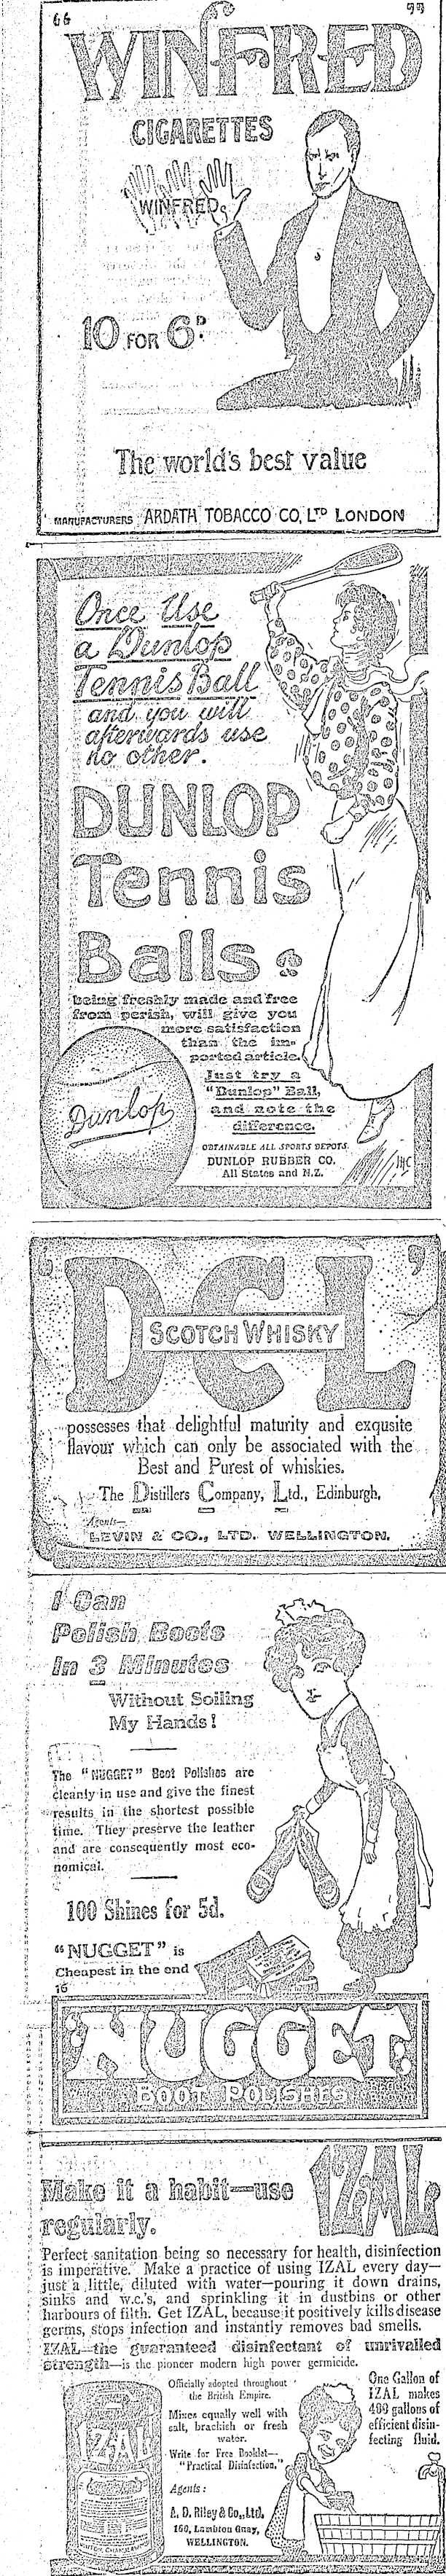 "WINFRED"
CIGARETTES
WINFRED
10 FOR 6D.
The world's best value
MANUFACTURERS ARDATH TOBACCO CO, LTD LONDON
Once Use
a Dunlop
Tennis Ball
and you will
afterwards use
no other.
DUNLOP
Tennis
Balls
being freshly made and free
from perish, will give you
more satisfaction
than the im-
ported article.
Just try a
"Dunlop" Ball,
and note the
difference.
Dunlop
OBTAINABLE ALL SPORTS DEPOTS.
DUNLOP RUBBER CO.
All States and N.Z.
'DCL'
SCOTCH WHISKY
possesses that delightful maturity and exqusite
flavour which can only be associated with the
Best and Purest of whiskies.
The Distillers Company, Ltd., Edinburgh,
Agents—
LEVIN & CO., LTD. WELLINGTON.
I Can
Polish Boots
In 3 Minutes
Without Soiling
My Hands!
The "NUGGET" Boot Polishes are
cleanly in use and give the finest
results in the shortest possible
time. They preserve the leather
and are consequently most eco-
nomical.
100 Shines for 5d.
"NUGGET" is
Cheapest in the end
16
'NUGGET'
BOOT POLISHES
IZAL
Make it a habit—use
regularly.
Perfect sanitation being so necessary for health, disinfection
is imperative. Make a practice of using IZAL every day—
just a little, diluted with water—pouring it down drains,
sinks and w.c.'s, and sprinkling it in dustbins or other
harbours of filth. Get IZAL, because it positively kills disease
germs, stops infection and instantly removes bad smells.
IZAL—the guaranteed disinfectant of unrivalled
strength—is the pioneer modern high power germicide.
IZAL
Officially adopted throughout
the British Empire.
Mixes equally well with
salt, brackish or fresh
water.
Write for Free Booklet—
"Practical Disinfection."
Agents:
A. D. Riley & Co., Ltd.,
160, Lambton Quay,
WELLINGTON.
One Gallon of
IZAL makes
400 gallons of
efficient disin-
fecting fluid.